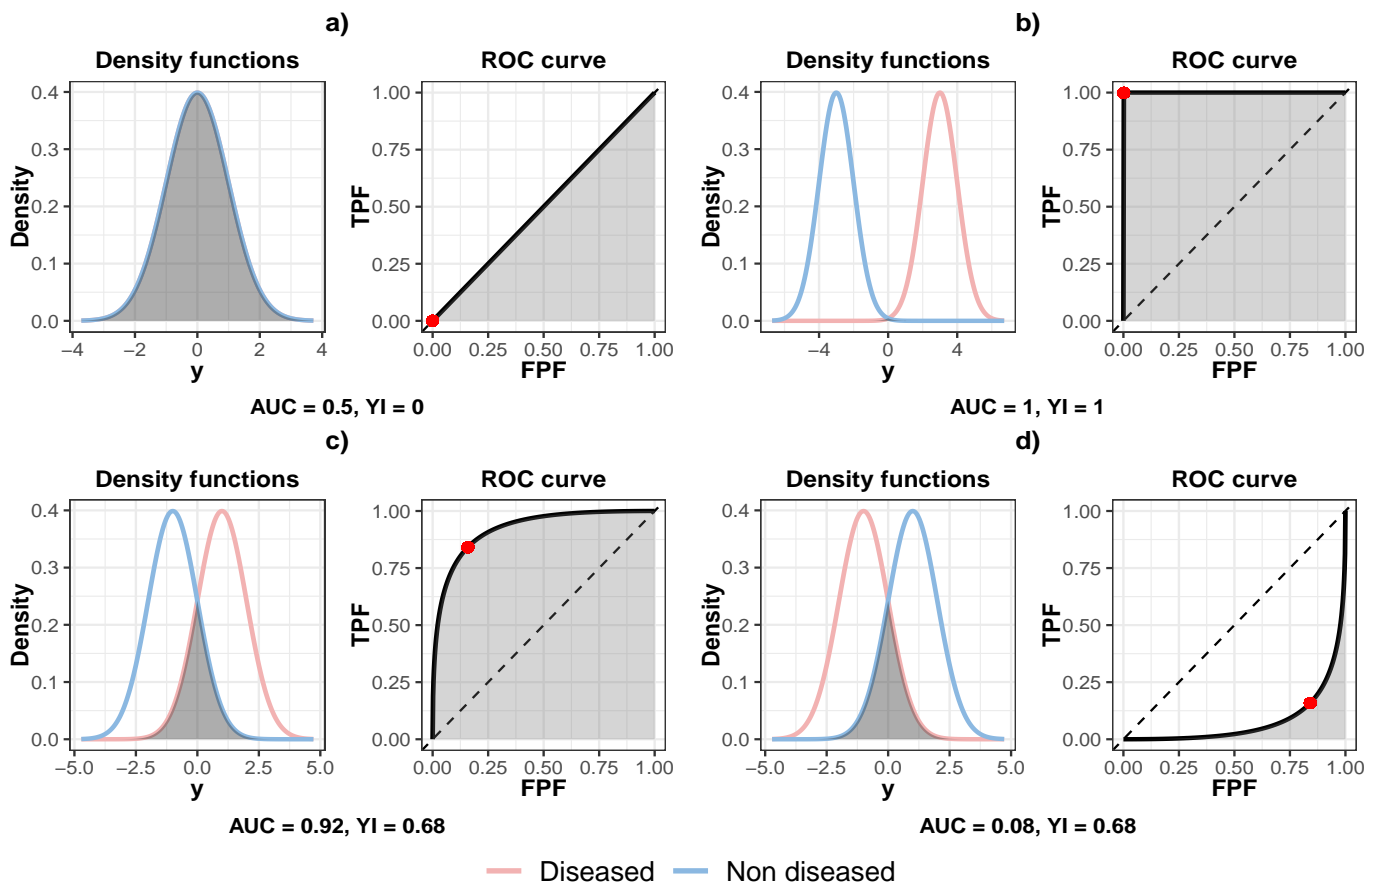 a)
Density functions
ROC curve
0.4
0.3
0.2
0.1
0.0
Density
−4
−2
0
2
4
y
1.00
0.75
0.50
0.25
0.00
TPF
0.00
0.25
0.50
0.75
1.00
FPF
AUC = 0.5, YI = 0
b)
Density functions
ROC curve
0.4
0.3
0.2
0.1
0.0
Density
−4
0
4
y
1.00
0.75
0.50
0.25
0.00
TPF
0.00
0.25
0.50
0.75
1.00
FPF
AUC = 1, YI = 1
c)
Density functions
ROC curve
0.4
0.3
0.2
0.1
0.0
Density
−5.0
−2.5
0.0
2.5
5.0
y
1.00
0.75
0.50
0.25
0.00
TPF
0.00
0.25
0.50
0.75
1.00
FPF
AUC = 0.92, YI = 0.68
d)
Density functions
ROC curve
0.4
0.3
0.2
0.1
0.0
Density
−5.0
−2.5
0.0
2.5
5.0
y
1.00
0.75
0.50
0.25
0.00
TPF
0.00
0.25
0.50
0.75
1.00
FPF
AUC = 0.08, YI = 0.68
Diseased
Non diseased